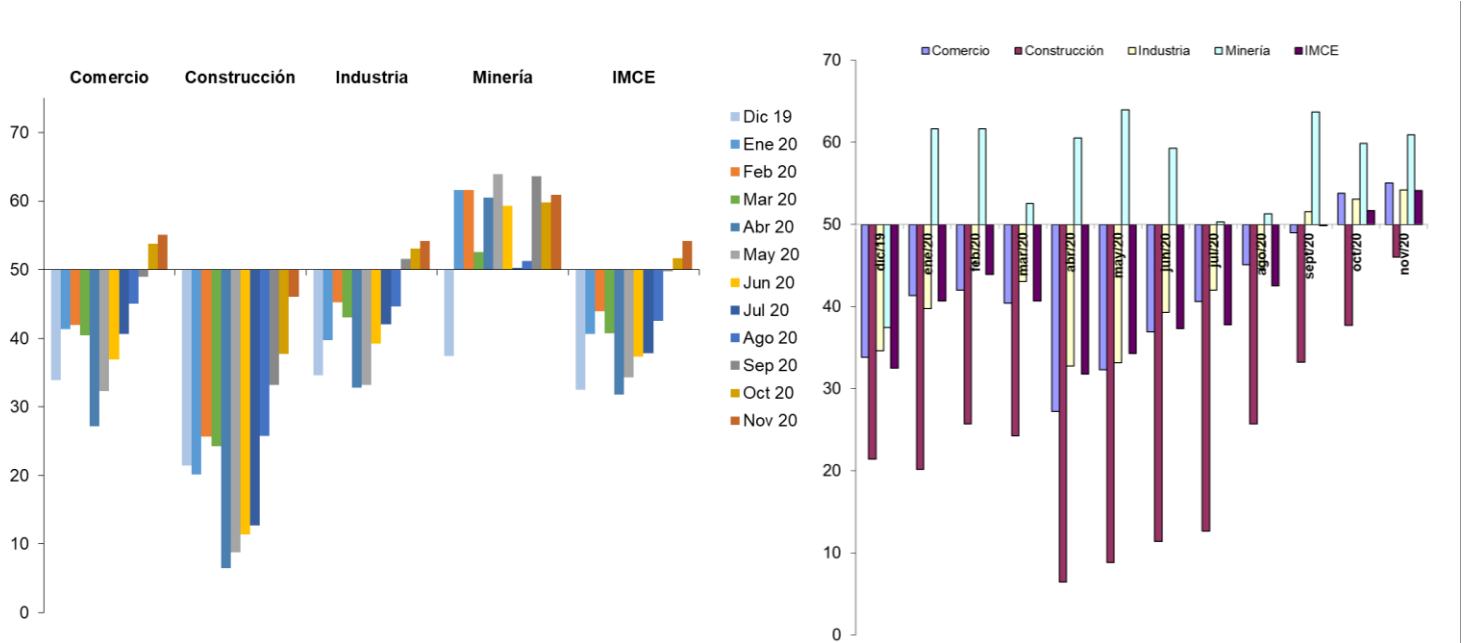 Comercio Construcción Industria Minería IMCE
70
60
50
40
30
20
10
0
Dic 19
Ene 20
Feb 20
Mar 20
Abr 20
May 20
Jun 20
Jul 20
Ago 20
Sep 20
Oct 20
Nov 20
Comercio Construcción Industria Minería IMCE
70
60
50
40
30
20
10
0
dic/19
ene/20
feb/20
mar/20
abr/20
may/20
jun/20
jul/20
ago/20
sept/20
oct/20
nov/20